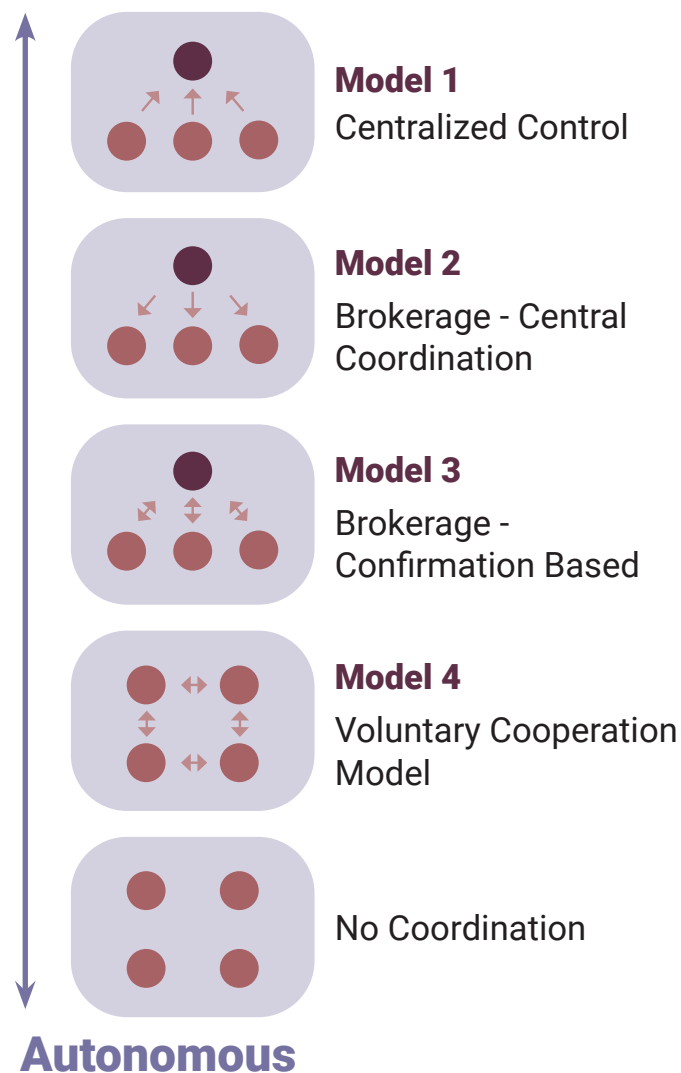 Model 1
Centralized Control
Model 2
Brokerage - Central
Coordination
Model 3
Brokerage -
Confirmation Based
Model 4
Voluntary Cooperation
Model
No Coordination
Autonomous